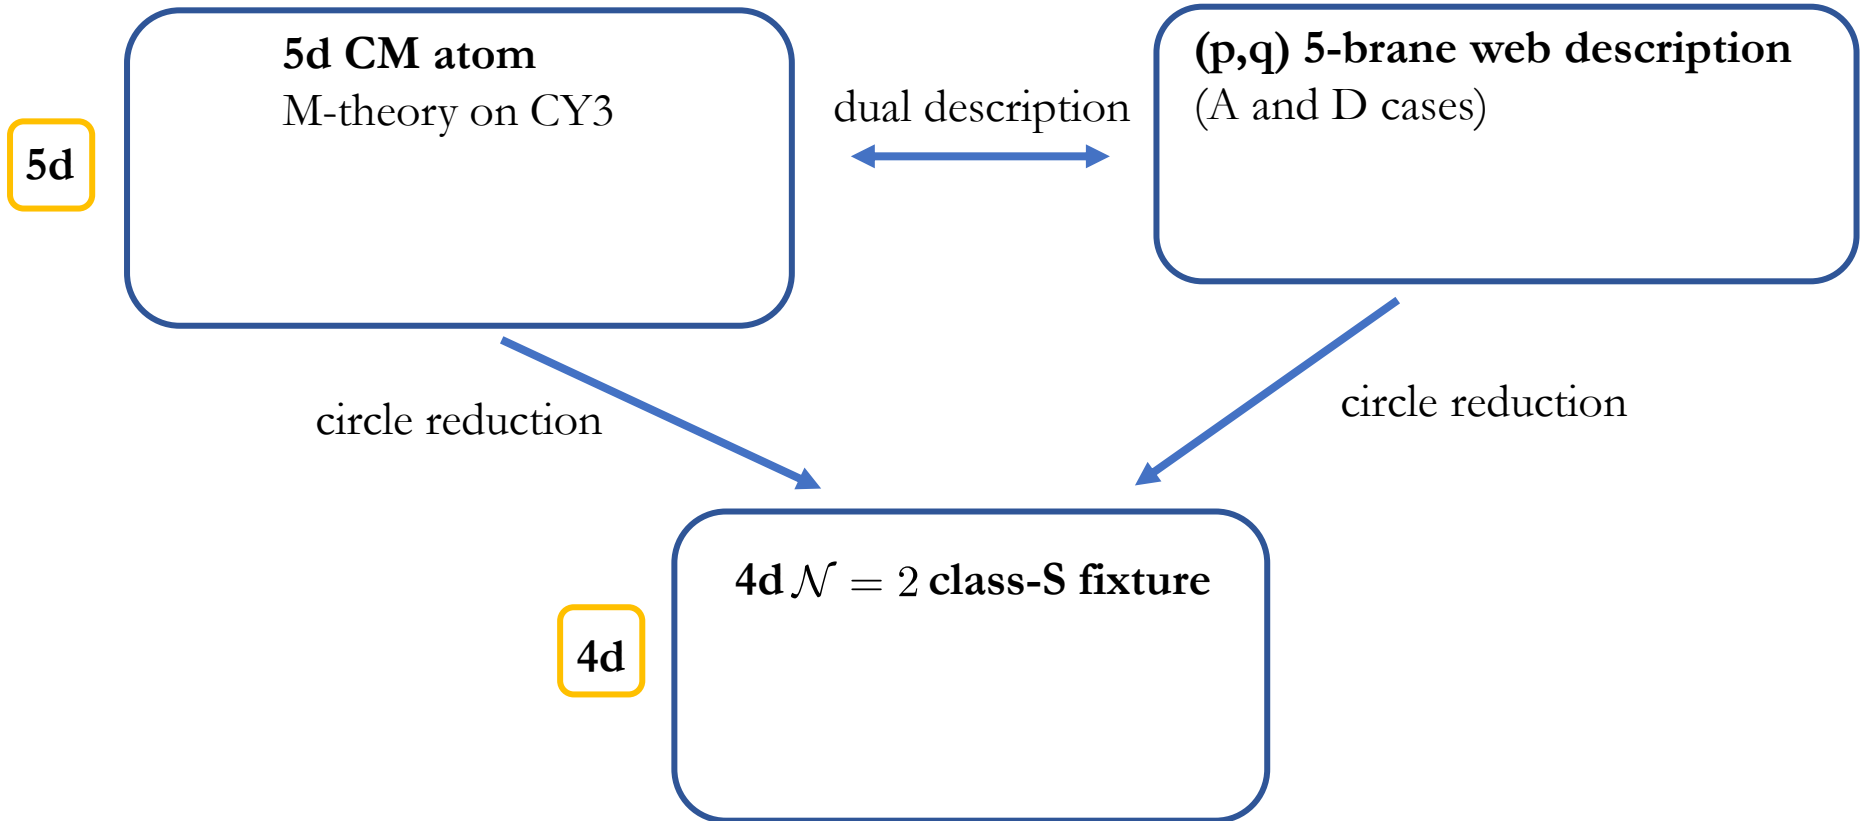 5d CM atom
M-theory on CY3
(p,q) 5-brane web description
(A and D cases)
dual description
5d
circle reduction
circle reduction
4d 𝒩 = 2 class-S fixture
4d